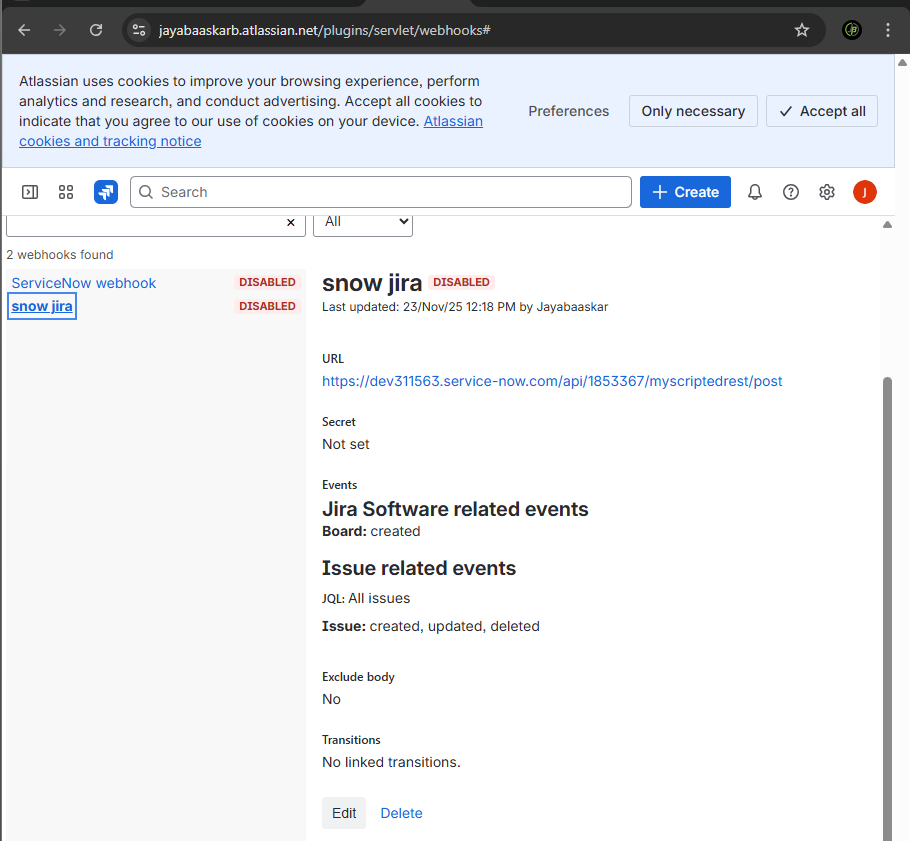 jayabaaskarb.atlassian.net/plugins/servlet/webhooks#
Atlassian uses cookies to improve your browsing experience, perform
analytics and research, and conduct advertising. Accept all cookies to
indicate that you agree to our use of cookies on your device. Atlassian
cookies and tracking notice
Preferences
Only necessary
Accept all
Search
Create
J
All
2 webhooks found
ServiceNow webhook DISABLED
snow jira DISABLED
snow jira DISABLED
Last updated: 23/Nov/25 12:18 PM by Jayabaaskar
URL
https://dev311563.service-now.com/api/1853367/myscriptedrest/post
Secret
Not set
Events
Jira Software related events
Board: created
Issue related events
JQL: All issues
Issue: created, updated, deleted
Exclude body
No
Transitions
No linked transitions.
Edit
Delete